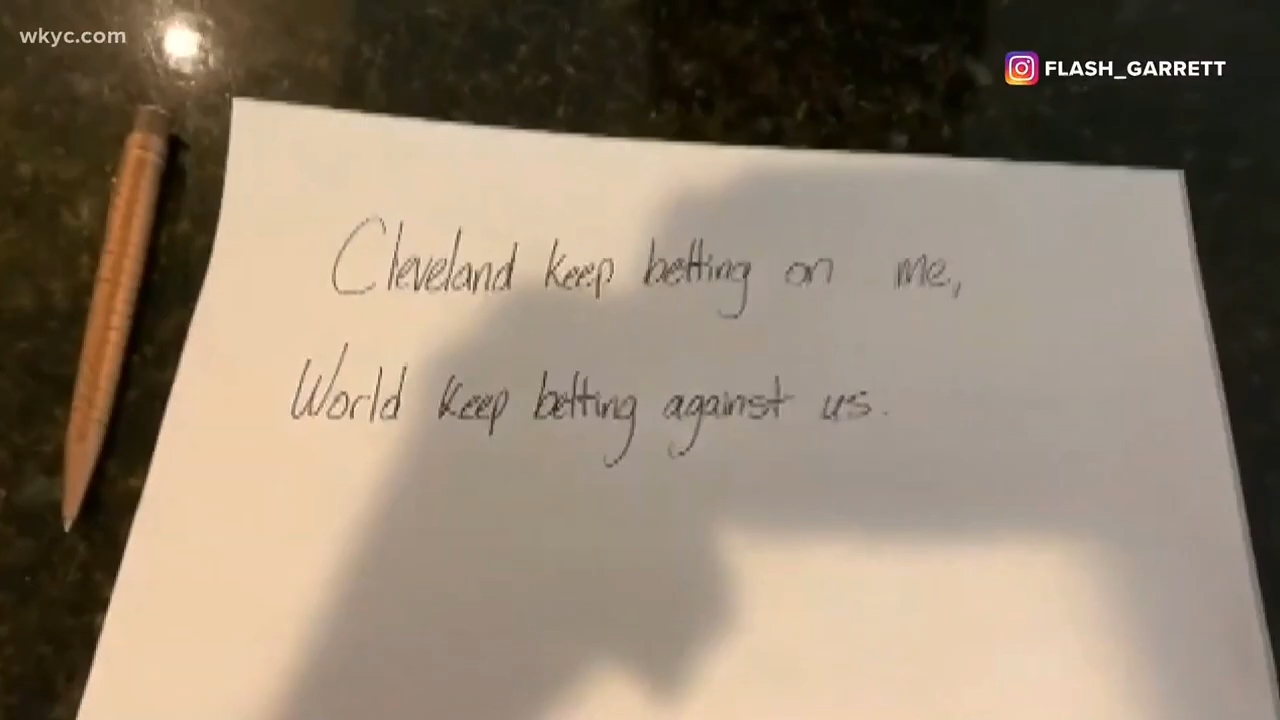 wkyc.com
FLASH_GARRETT
Cleveland keep betting on me,
World keep betting against us.